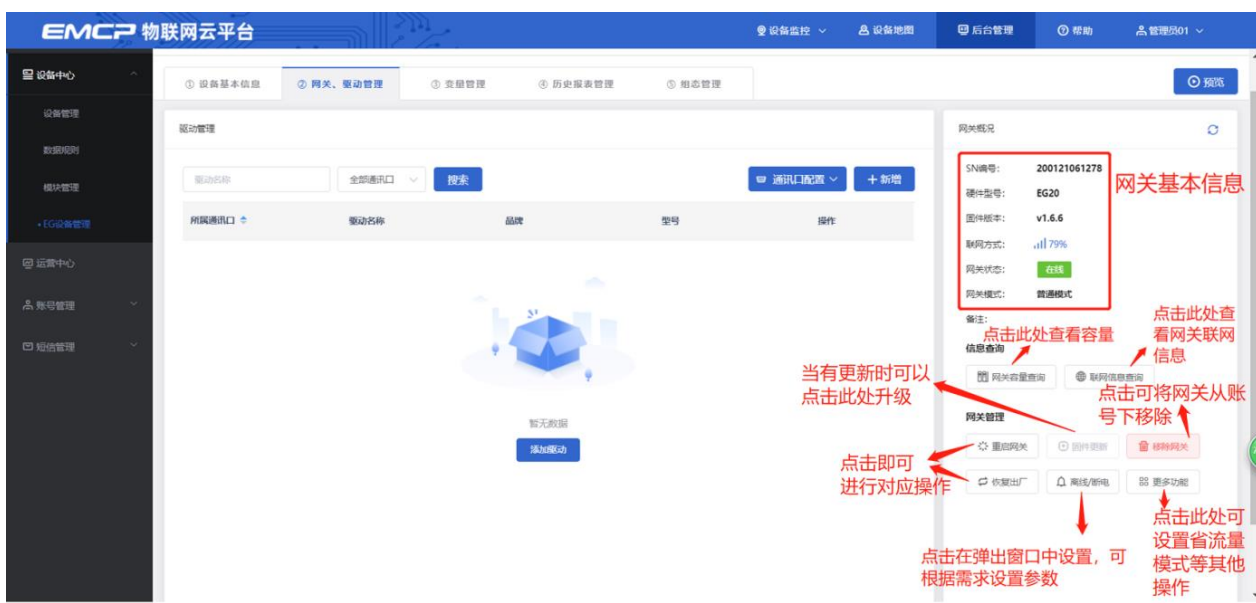 EMCP 物联网云平台
设备监控
设备地图
后台管理
帮助
管理员01
设备中心
设备管理
数据规则
模块管理
•EG设备管理
运营中心
账号管理
短信管理
① 设备基本信息
② 网关、驱动管理
③ 变量管理
④ 历史报表管理
⑤ 组态管理
预览
驱动管理
驱动名称
全部通讯口
搜索
通讯口配置
+ 新增
所属通讯口
驱动名称
品牌
型号
操作
暂无数据
添加驱动
网关概况
SN编号: 200121061278
硬件型号: EG20
固件版本: v1.6.6
联网方式: 79%
网关状态: 在线
网关模式: 普通模式
备注:
网关基本信息
点击此处查看容量
点击此处查
看网关联网
信息
信息查询
网关容量查询
联网信息查询
当有更新时可以
点击此处升级
点击可将网关从账
号下移除
网关管理
重启网关
固件更新
移除网关
点击即可
进行对应操作
恢复出厂
离线/断电
更多功能
点击此处可
设置省流量
模式等其他
操作
点击在弹出窗口中设置，可
根据需求设置参数